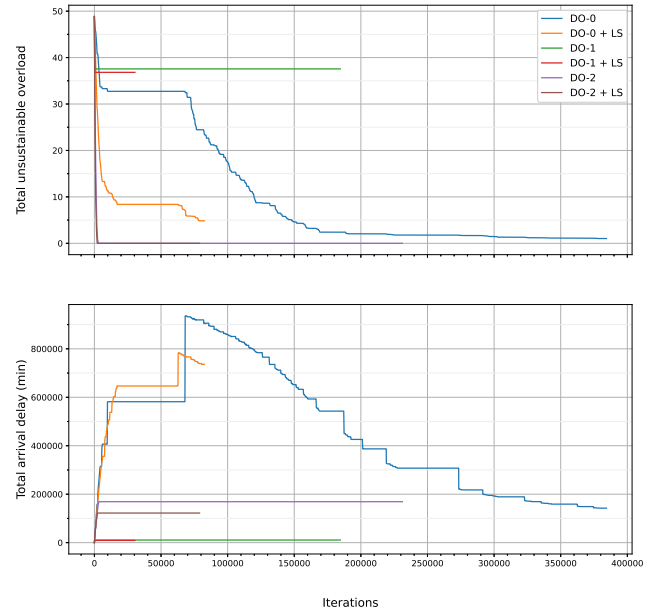 50
40
30
20
10
0
Total unsustainable overload
DO-0
DO-0 + LS
DO-1
DO-1 + LS
DO-2
DO-2 + LS
800000
600000
400000
200000
0
Total arrival delay (min)
0
50000
100000
150000
200000
250000
300000
350000
400000
Iterations